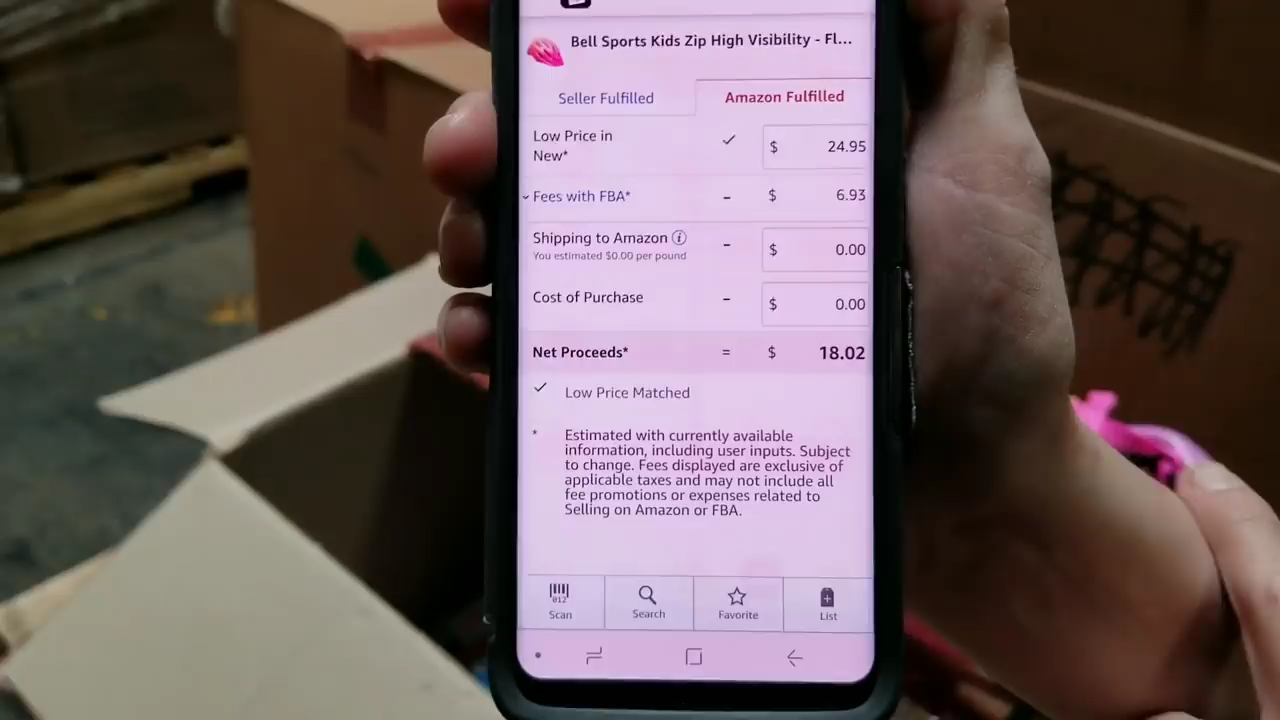 Bell Sports Kids Zip High Visibility - Fl...
Seller Fulfilled
Amazon Fulfilled
Low Price in
New*
$ 24.95
Fees with FBA*
-
$ 6.93
Shipping to Amazon ⓘ
You estimated $0.00 per pound
-
$ 0.00
Cost of Purchase
-
$ 0.00
Net Proceeds*
=
$ 18.02
Low Price Matched
* Estimated with currently available
information, including user inputs. Subject
to change. Fees displayed are exclusive of
applicable taxes and may not include all
fee promotions or expenses related to
Selling on Amazon or FBA.
012
Scan
Search
Favorite
List